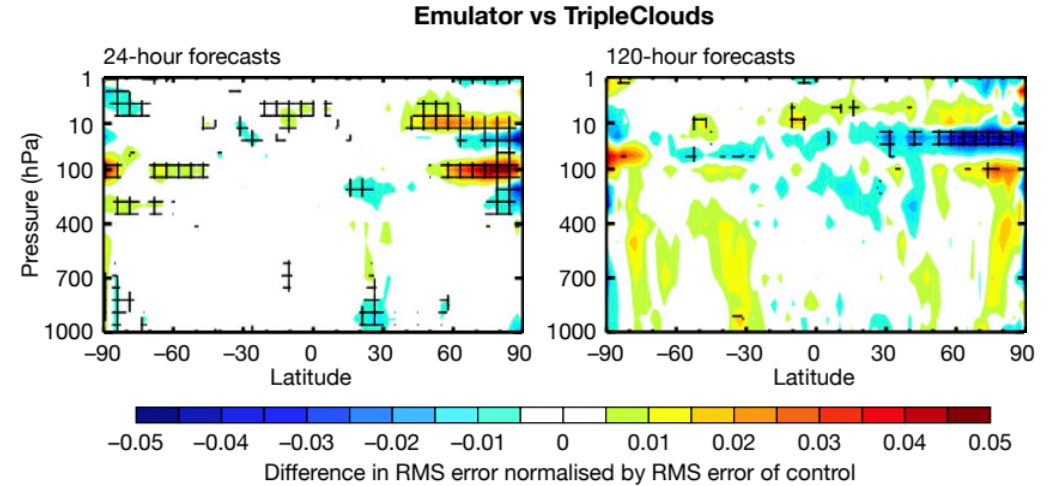 Emulator vs TripleClouds
24-hour forecasts
120-hour forecasts
Pressure (hPa)
1
10
100
400
700
1000
−90 −60 −30 0 30 60 90
Latitude
1
10
100
400
700
1000
−90 −60 −30 0 30 60 90
Latitude
−0.05 −0.04 −0.03 −0.02 −0.01 0 0.01 0.02 0.03 0.04 0.05
Difference in RMS error normalised by RMS error of control